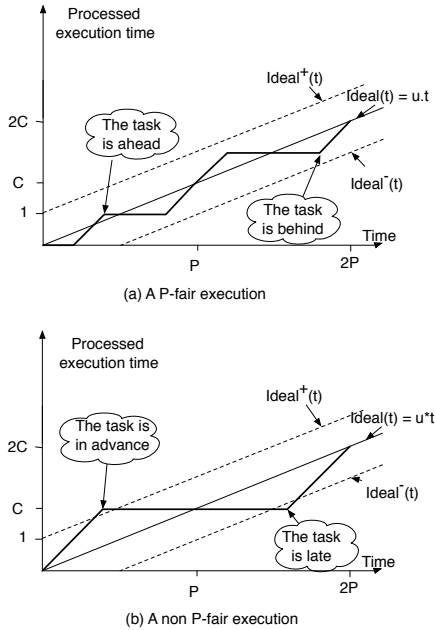 Processed
execution time
Ideal+(t)
Ideal(t) = u.t
2C
The task
is ahead
C
Ideal-(t)
1
The task
is behind
Time
P
2P
(a) A P-fair execution
Processed
execution time
Ideal+(t)
The task is
in advance
Ideal(t) = u*t
2C
C
Ideal-(t)
1
The task
is late
Time
P
2P
(b) A non P-fair execution